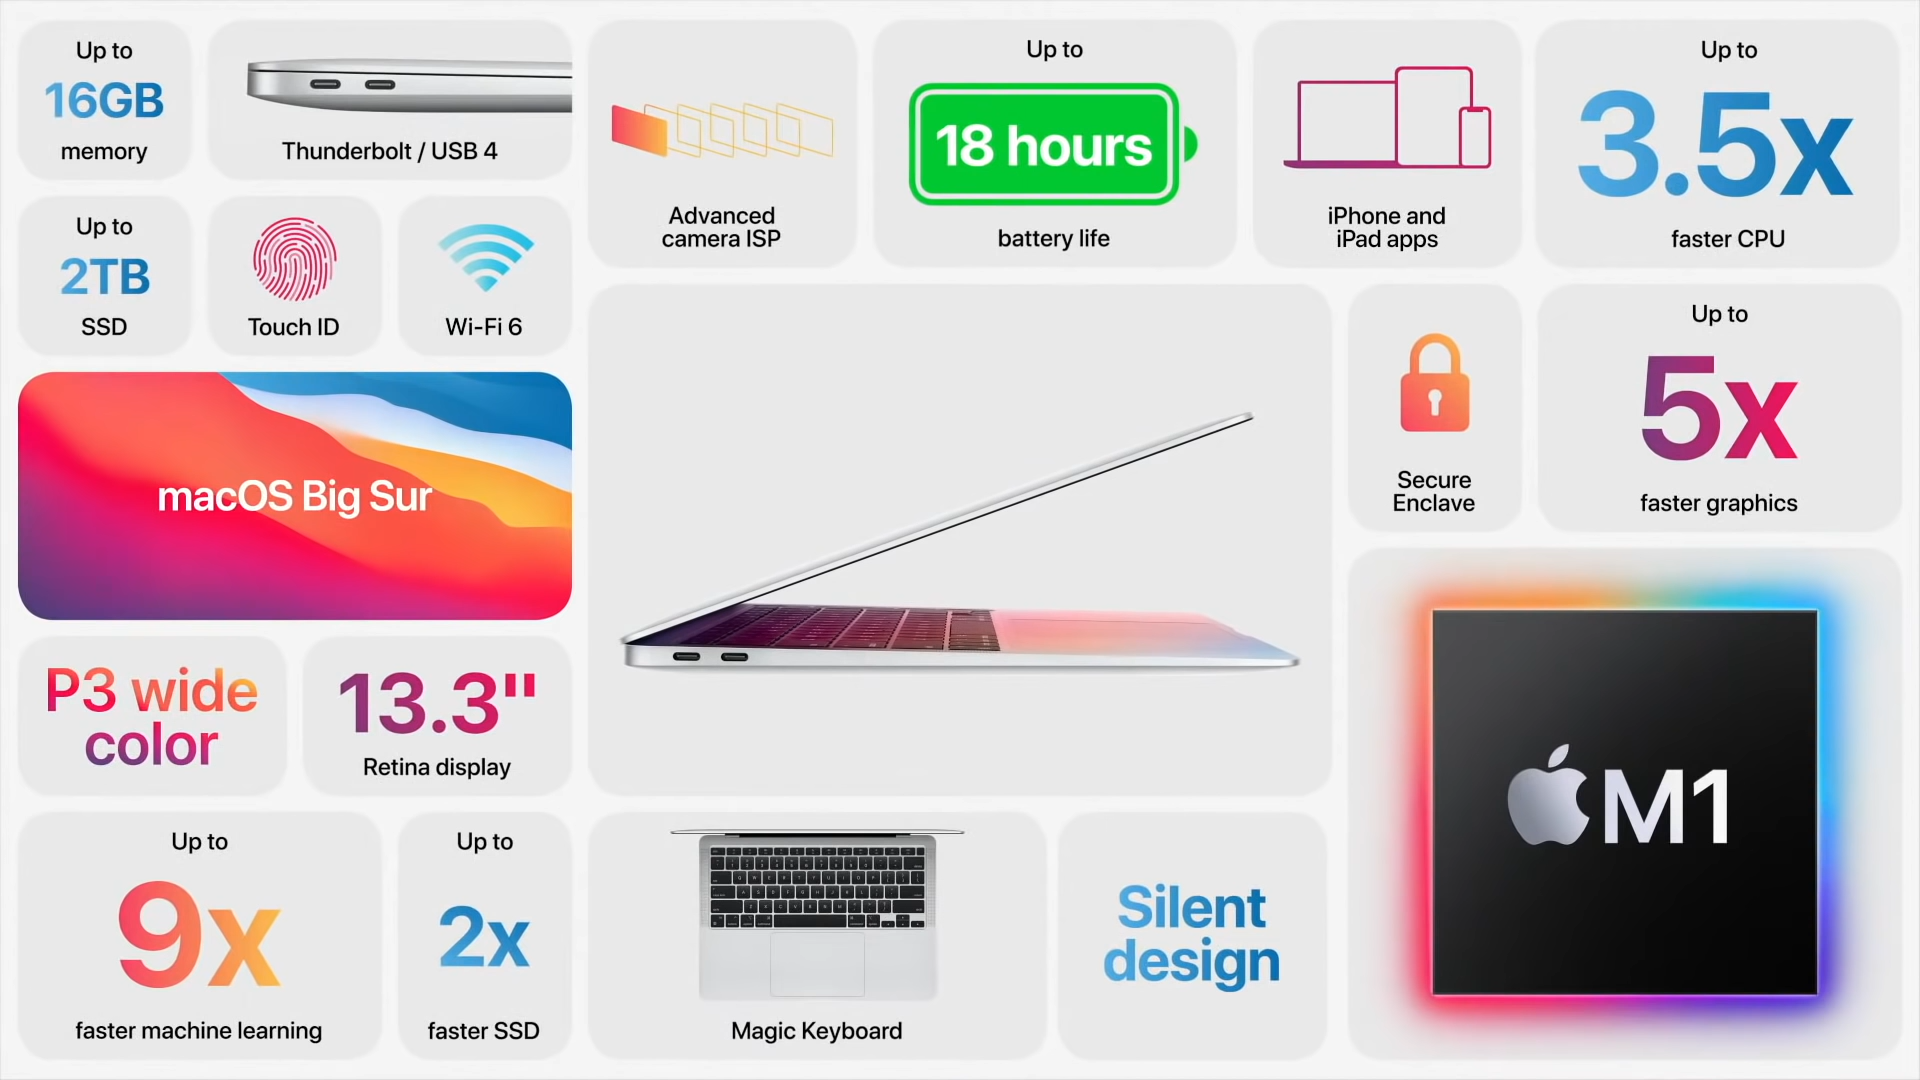 Up to
16GB
memory
Thunderbolt / USB 4
Advanced
camera ISP
Up to
18 hours
battery life
iPhone and
iPad apps
Up to
3.5x
faster CPU
Up to
2TB
SSD
Touch ID
Wi-Fi 6
Secure
Enclave
Up to
5x
faster graphics
macOS Big Sur
P3 wide
color
13.3"
Retina display
M1
Up to
9x
faster machine learning
Up to
2x
faster SSD
Magic Keyboard
Silent
design